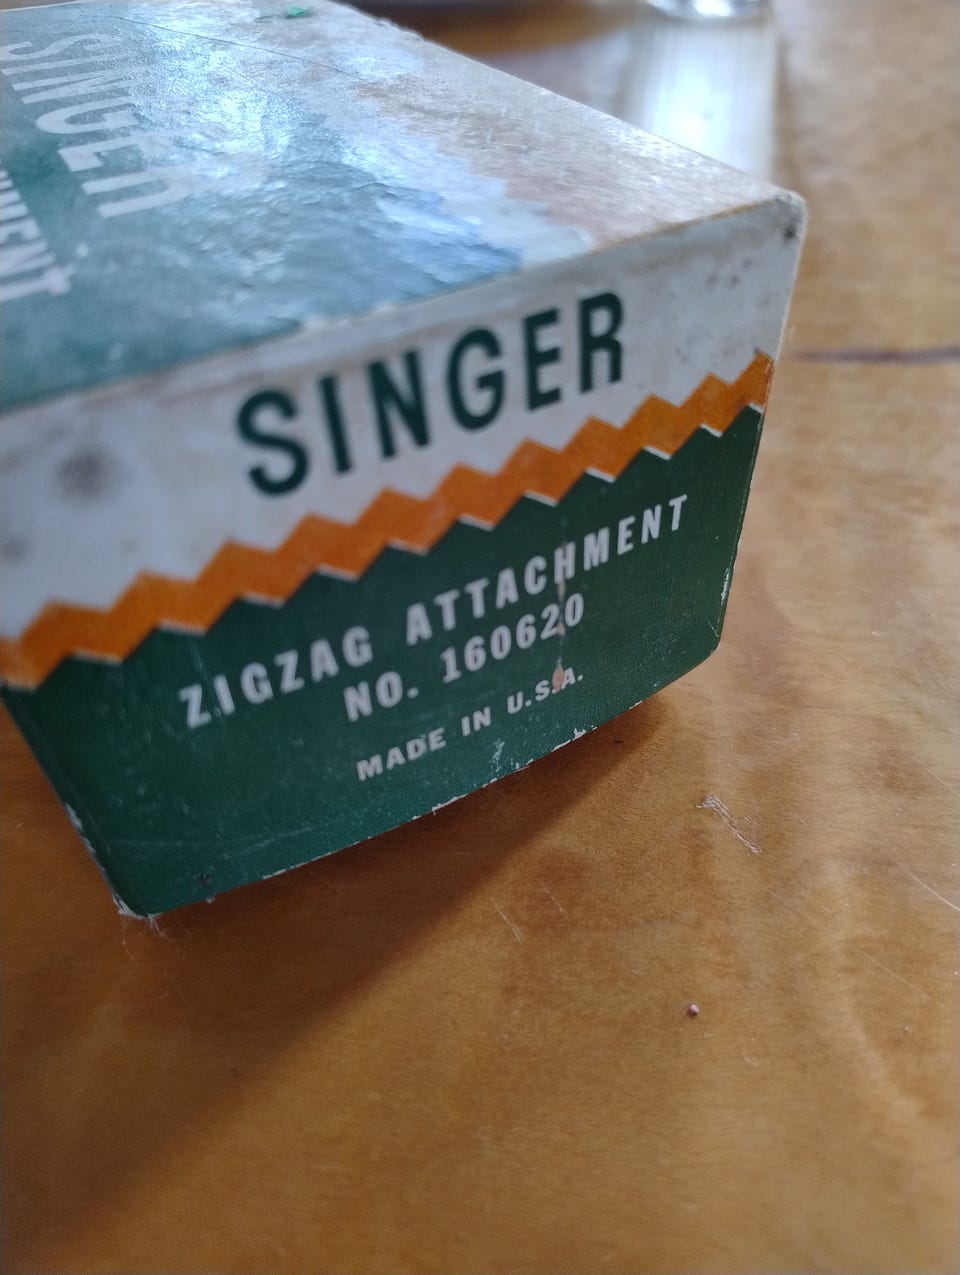 SINGER
SINGER
ZIGZAG ATTACHMENT
NO. 160620
MADE IN U.S.A.